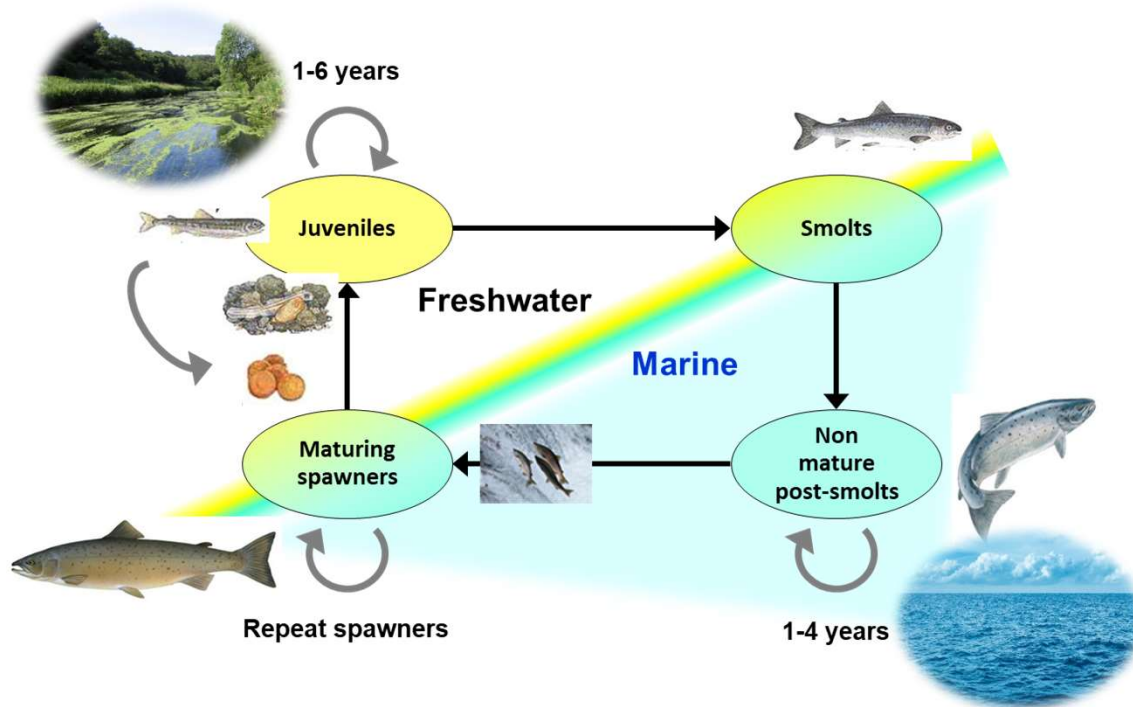 1-6 years
Juveniles
Smolts
Freshwater
Marine
Maturing
spawners
Non
mature
post-smolts
Repeat spawners
1-4 years